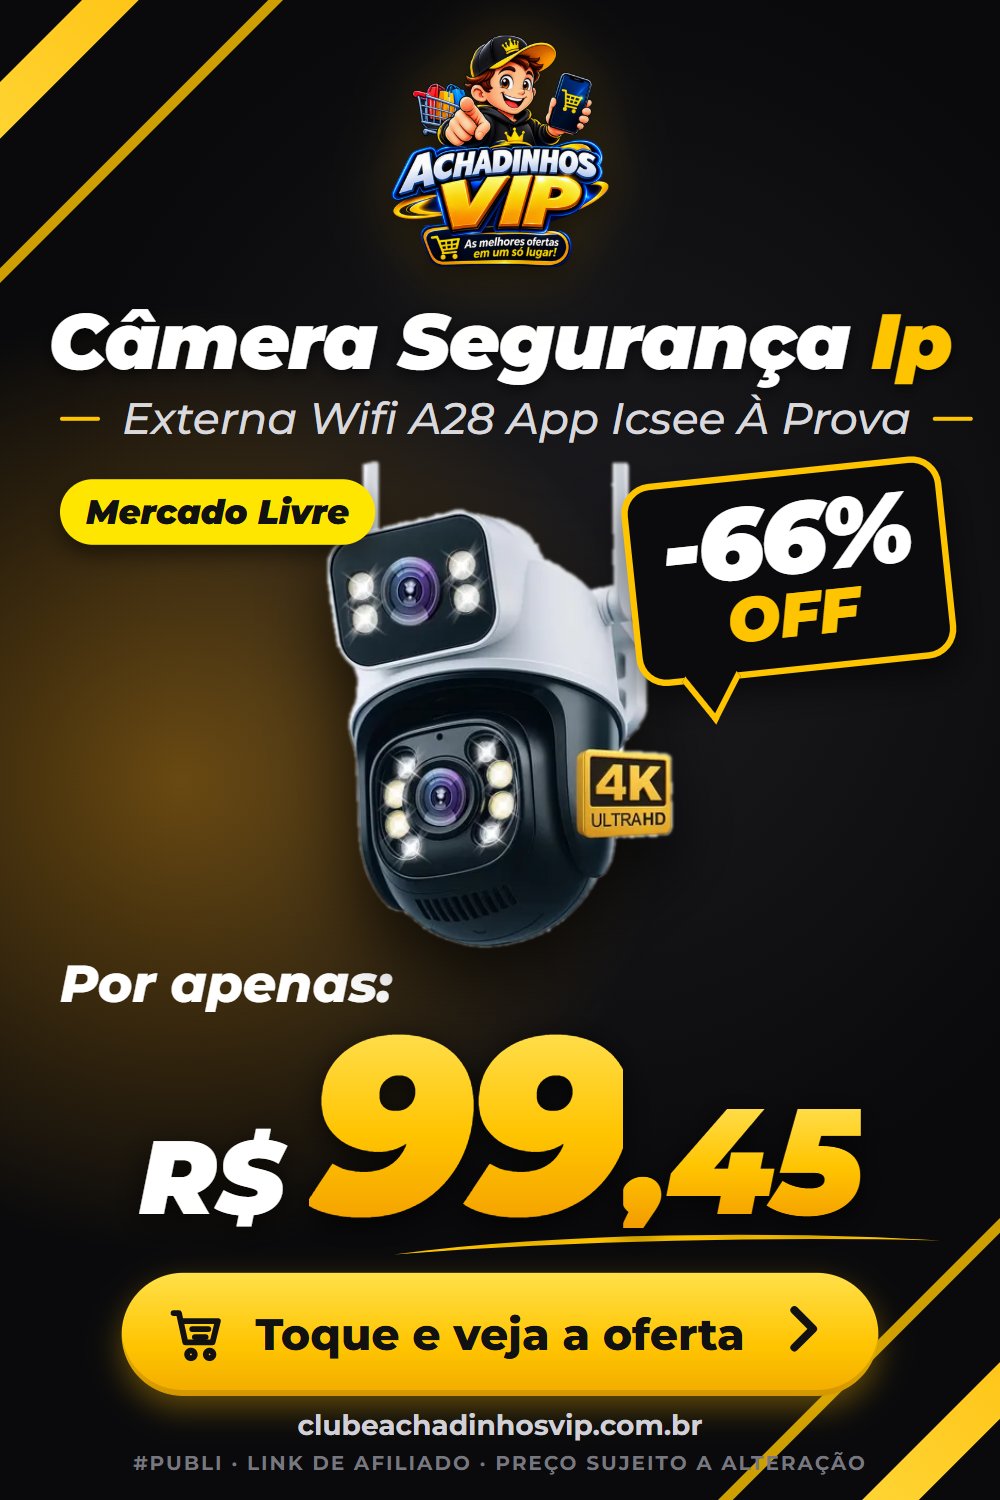 ACHADINHOS
VIP
As melhores ofertas
em um só lugar!
Câmera Segurança Ip
Externa Wifi A28 App Icsee À Prova
Mercado Livre
-66%
OFF
4K
ULTRAHD
Por apenas:
R$ 99,45
Toque e veja a oferta
clubeachadinhosvip.com.br
#PUBLI · LINK DE AFILIADO · PREÇO SUJEITO A ALTERAÇÃO